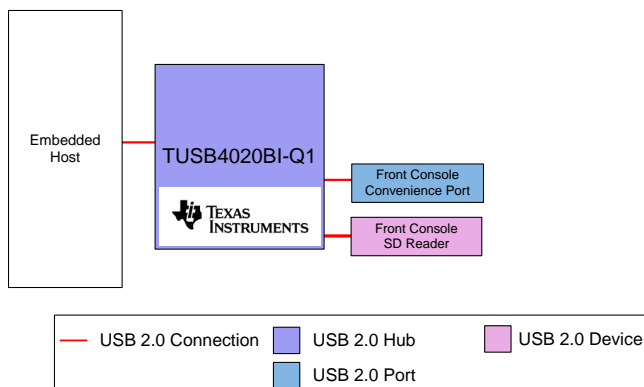 Embedded
Host
TUSB4020BI-Q1
TEXAS
INSTRUMENTS
Front Console
Convenience Port
Front Console
SD Reader
USB 2.0 Connection
USB 2.0 Hub
USB 2.0 Device
USB 2.0 Port